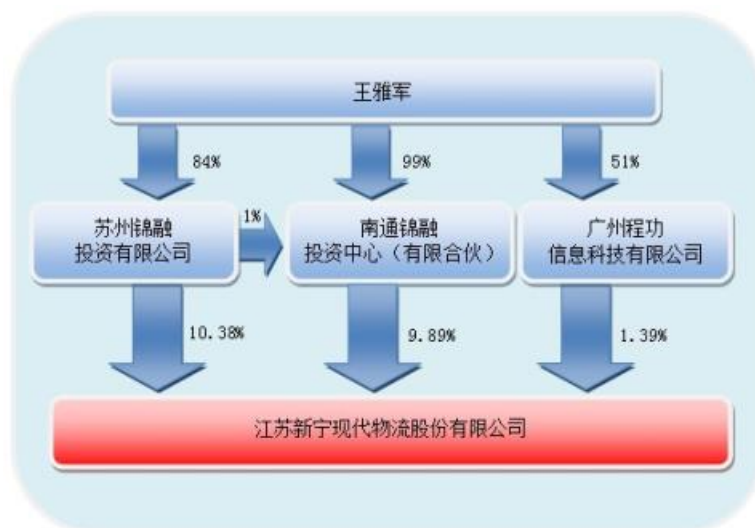 王雅军
84%
99%
51%
苏州锦融
投资有限公司
1%
南通锦融
投资中心（有限合伙）
广州程功
信息科技有限公司
10.38%
9.89%
1.39%
江苏新宁现代物流股份有限公司